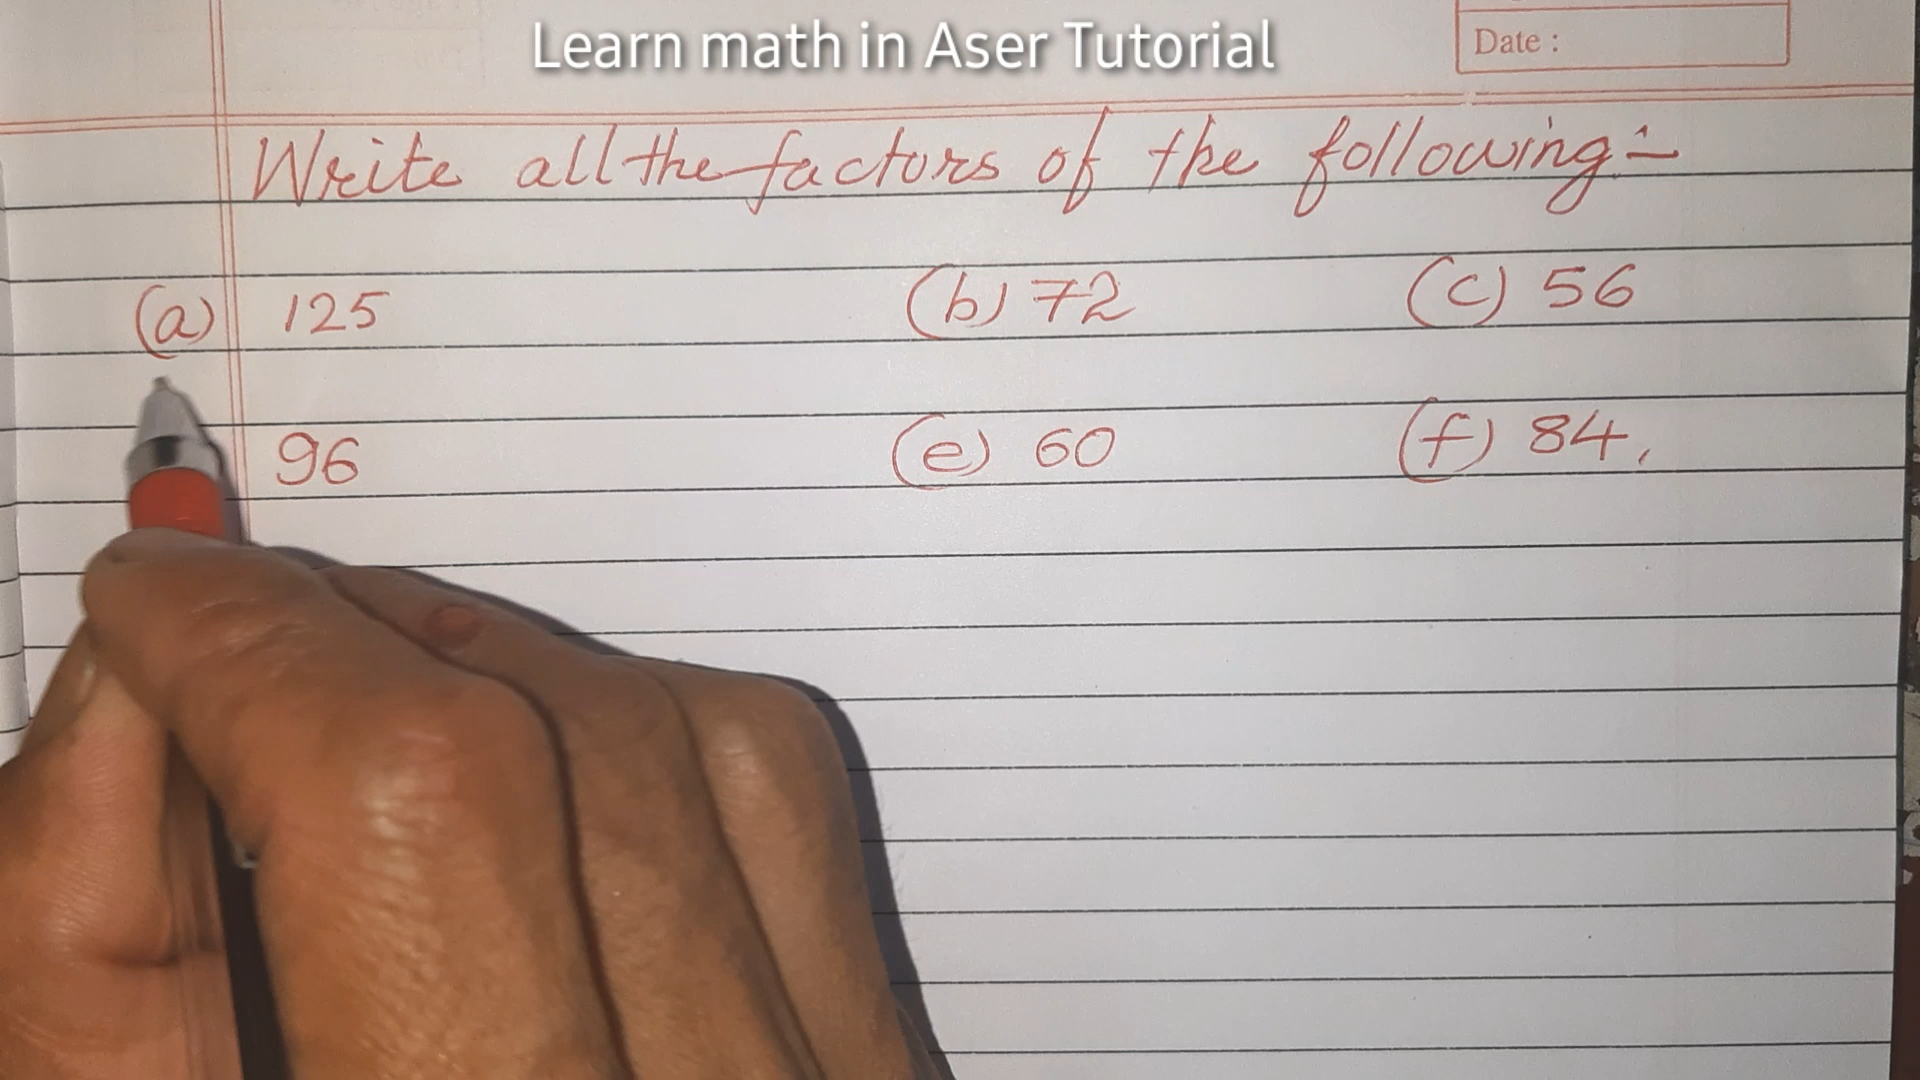 Learn math in Aser Tutorial
Date :
Write all the factors of the following:-
(a) 125 (b) 72 (c) 56
96 (e) 60 (f) 84,